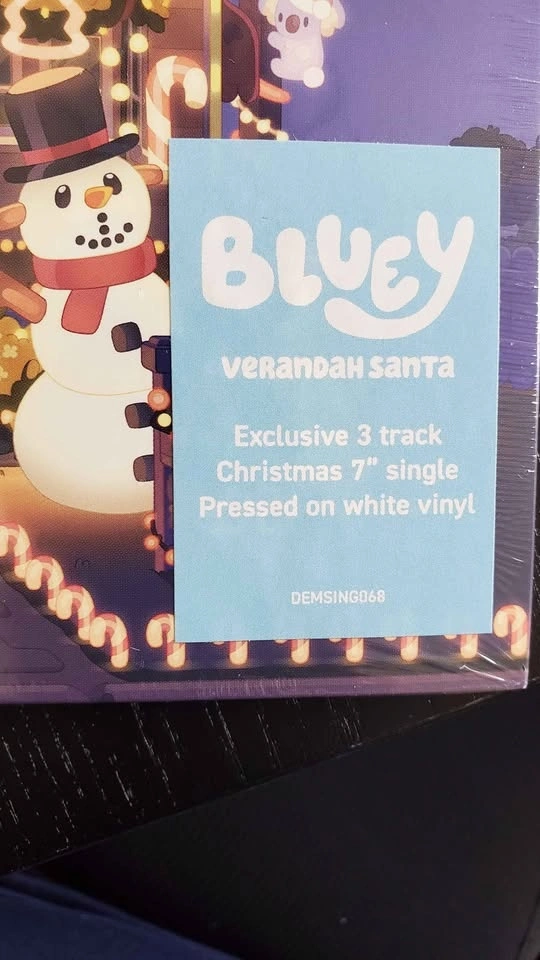 BLUEY
VERANDAH SANTA
Exclusive 3 track
Christmas 7" single
Pressed on white vinyl
DEMSING068